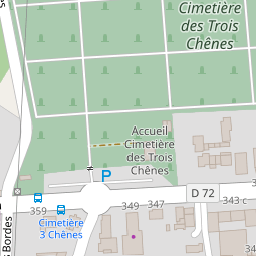 Cimetière
des Trois
Chênes
Accueil
Cimetière
des Trois
Chênes
P
D 72
359
347
349
343 c
Cimetière
3 Chênes
Bordes